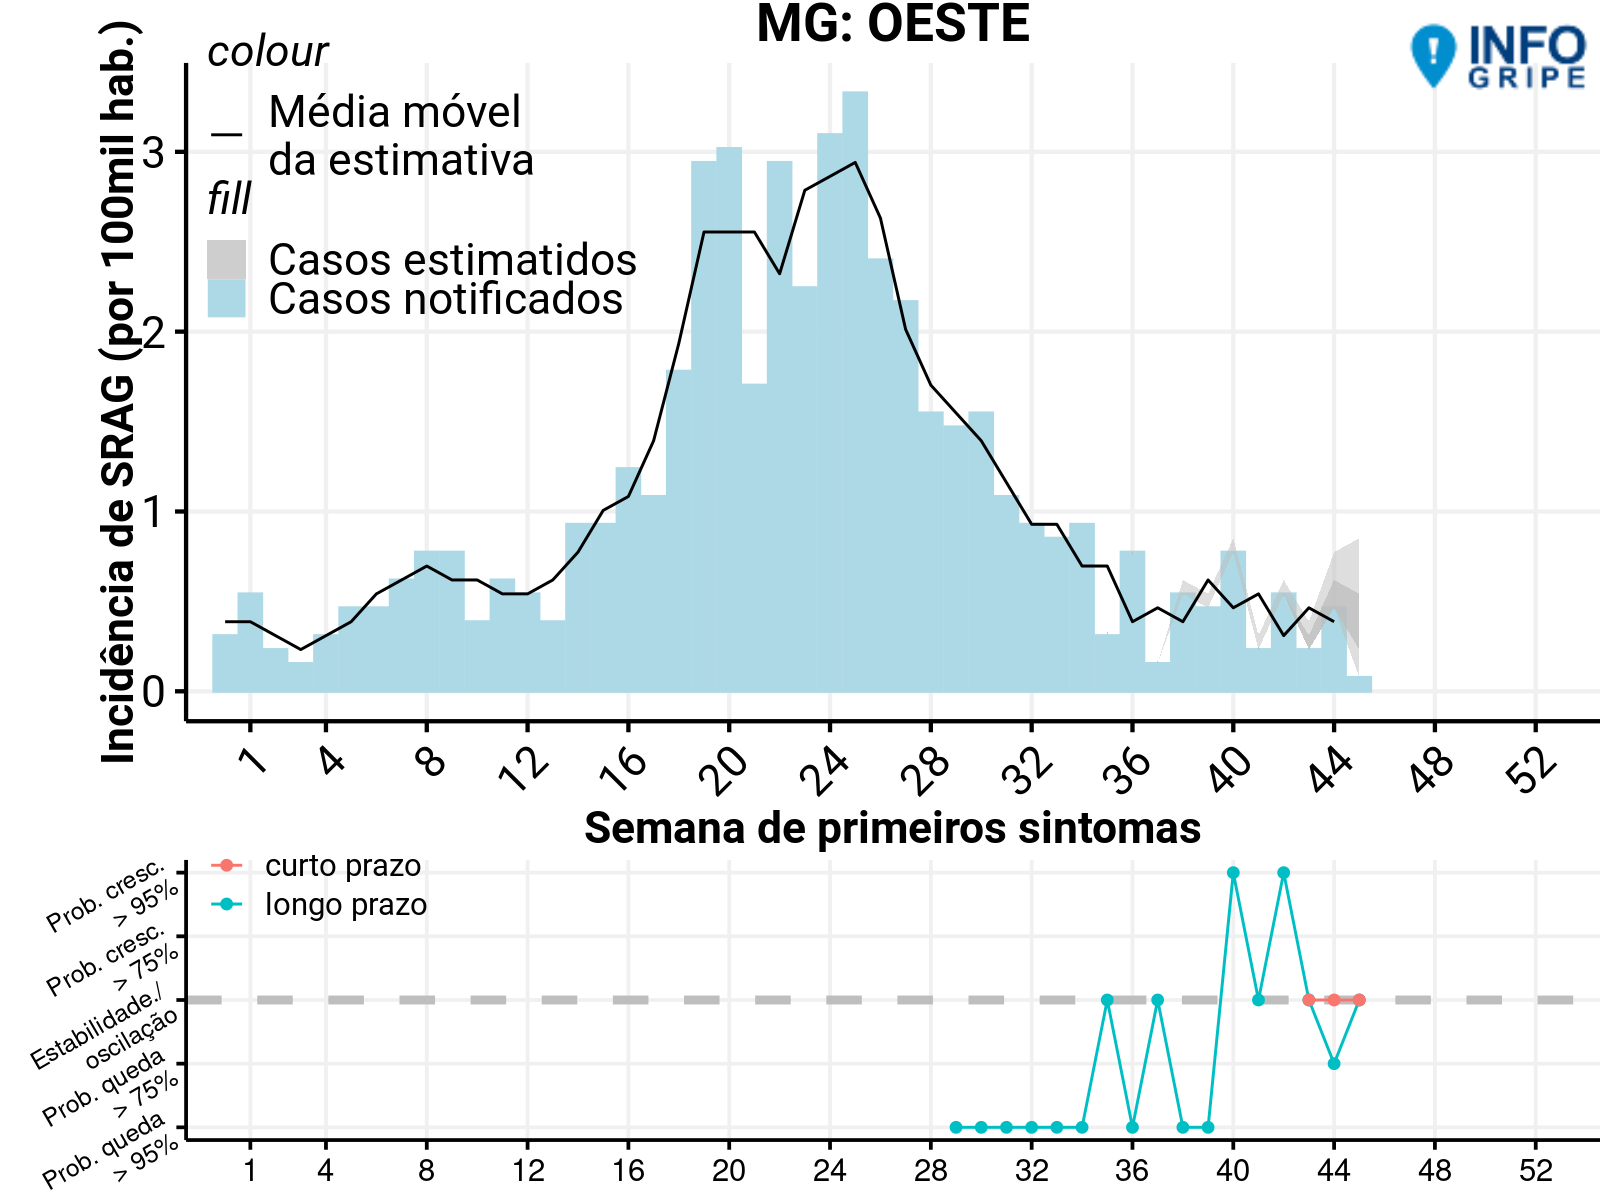 MG: OESTE
INFO
GRIPE
colour
Média móvel
da estimativa
fill
Casos estimatidos
Casos notificados
Incidência de SRAG (por 100mil hab.)
3
2
1
0
1 4 8 12 16 20 24 28 32 36 40 44 48 52
Semana de primeiros sintomas
curto prazo
longo prazo
Prob. cresc.
> 95%
Prob. cresc.
> 75%
Estabilidade./
oscilação
Prob. queda
> 75%
Prob. queda
> 95%
1 4 8 12 16 20 24 28 32 36 40 44 48 52